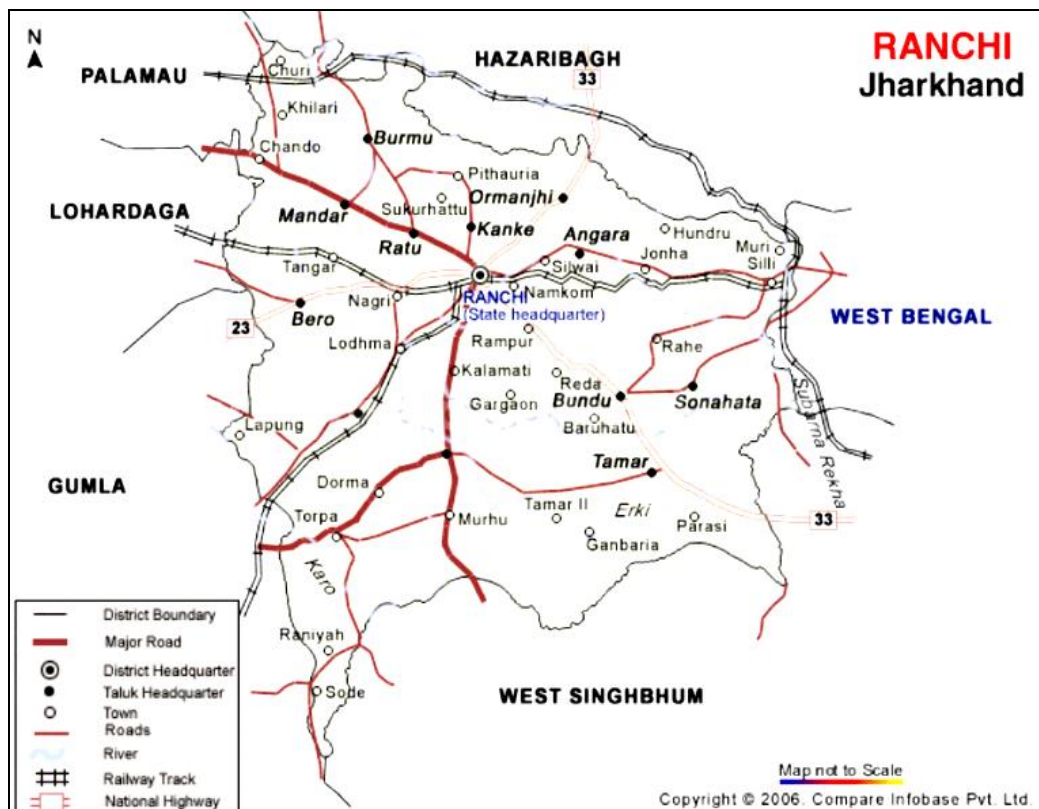 N
RANCHI
Jharkhand
HAZARIBAGH
PALAMAU
33
Churi
Khilari
Burmu
Chando
Pithauria
Sukurhattu
Ormanjhi
LOHARDAGA
Mandar
Kanke
Hundru
Ratu
Angara
Muri
Jonha
Silli
Tangar
Silwai
Nagri
Namkom
RANCHI
(State headquarter)
Bero
23
WEST BENGAL
Rampur
Lodhma
Rahe
Kalamati
Reda
Gargaon
Bundu
Sonahata
Subarna Rekha
Baruhatu
Lapung
Tamar
GUMLA
Dorma
Tamar II
Erki
Torpa
Murhu
Parasi
33
Ganbaria
Karo
Raniyah
Sode
WEST SINGHBHUM
District Boundary
Major Road
District Headquarter
Taluk Headquarter
Town
Roads
River
Railway Track
National Highway
Map not to Scale
Copyright © 2006. Compare Infobase Pvt. Ltd.